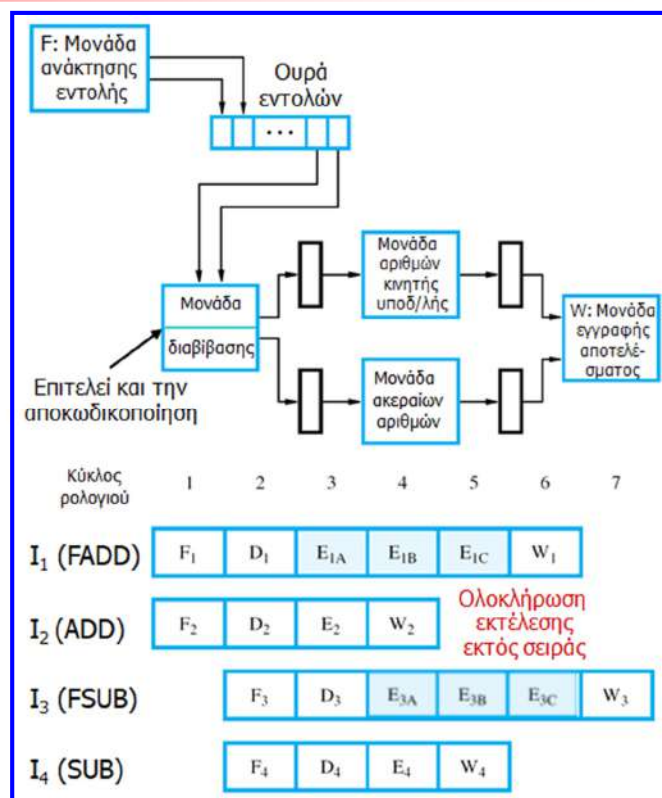 F: Μονάδα
ανάκτησης
εντολής
Ουρά
εντολών
...
Μονάδα
διαβίβασης
Επιτελεί και την
αποκωδικοποίηση
Μονάδα
αριθμών
κινητής
υποδ/λής
Μονάδα
ακεραίων
αριθμών
W: Μονάδα
εγγραφής
αποτελέ-
σματος
Κύκλος
ρολογιού 1 2 3 4 5 6 7
I₁ (FADD) F₁ D₁ E₁A E₁B E₁C W₁
I₂ (ADD) F₂ D₂ E₂ W₂
Ολοκλήρωση
εκτέλεσης
εκτός σειράς
I₃ (FSUB) F₃ D₃ E₃A E₃B E₃C W₃
I₄ (SUB) F₄ D₄ E₄ W₄